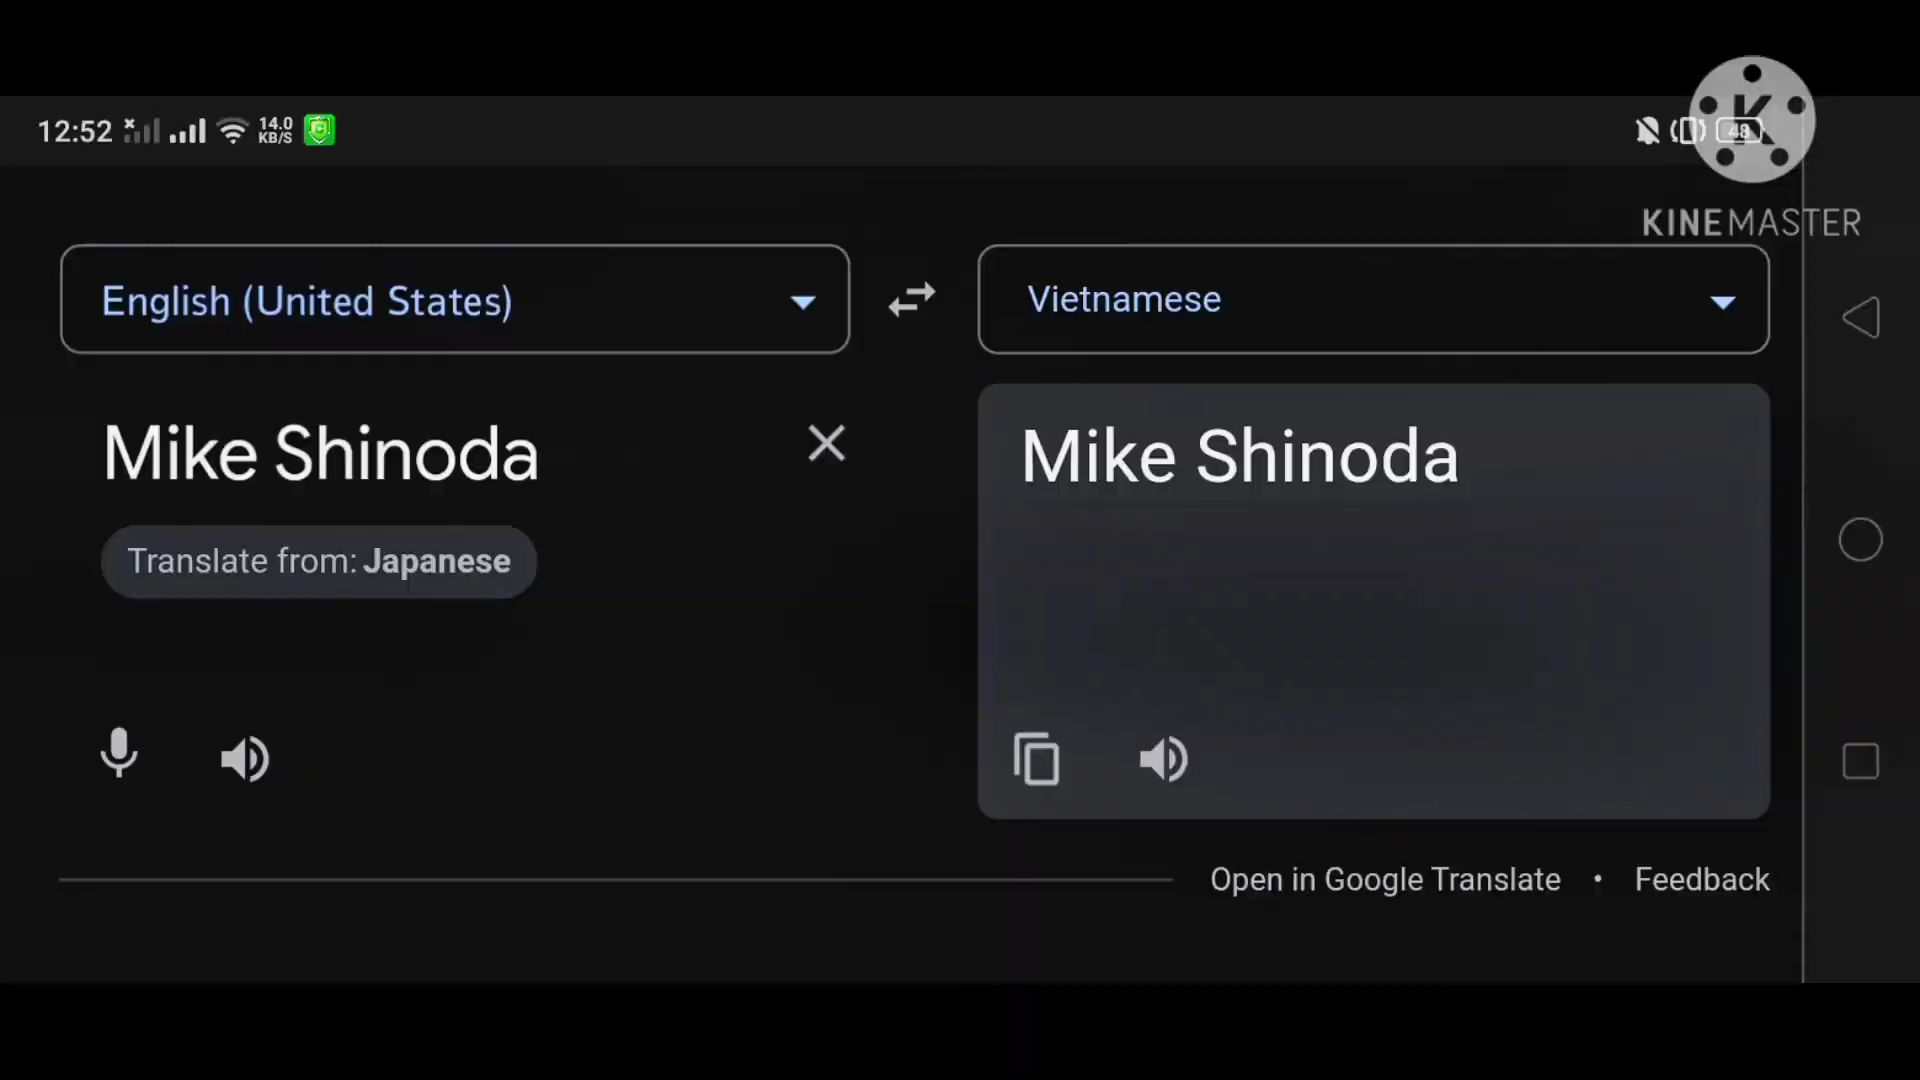 12:52 14.0 KB/S 48
KINEMASTER
English (United States) Vietnamese
Mike Shinoda Mike Shinoda
Translate from: Japanese
Open in Google Translate • Feedback